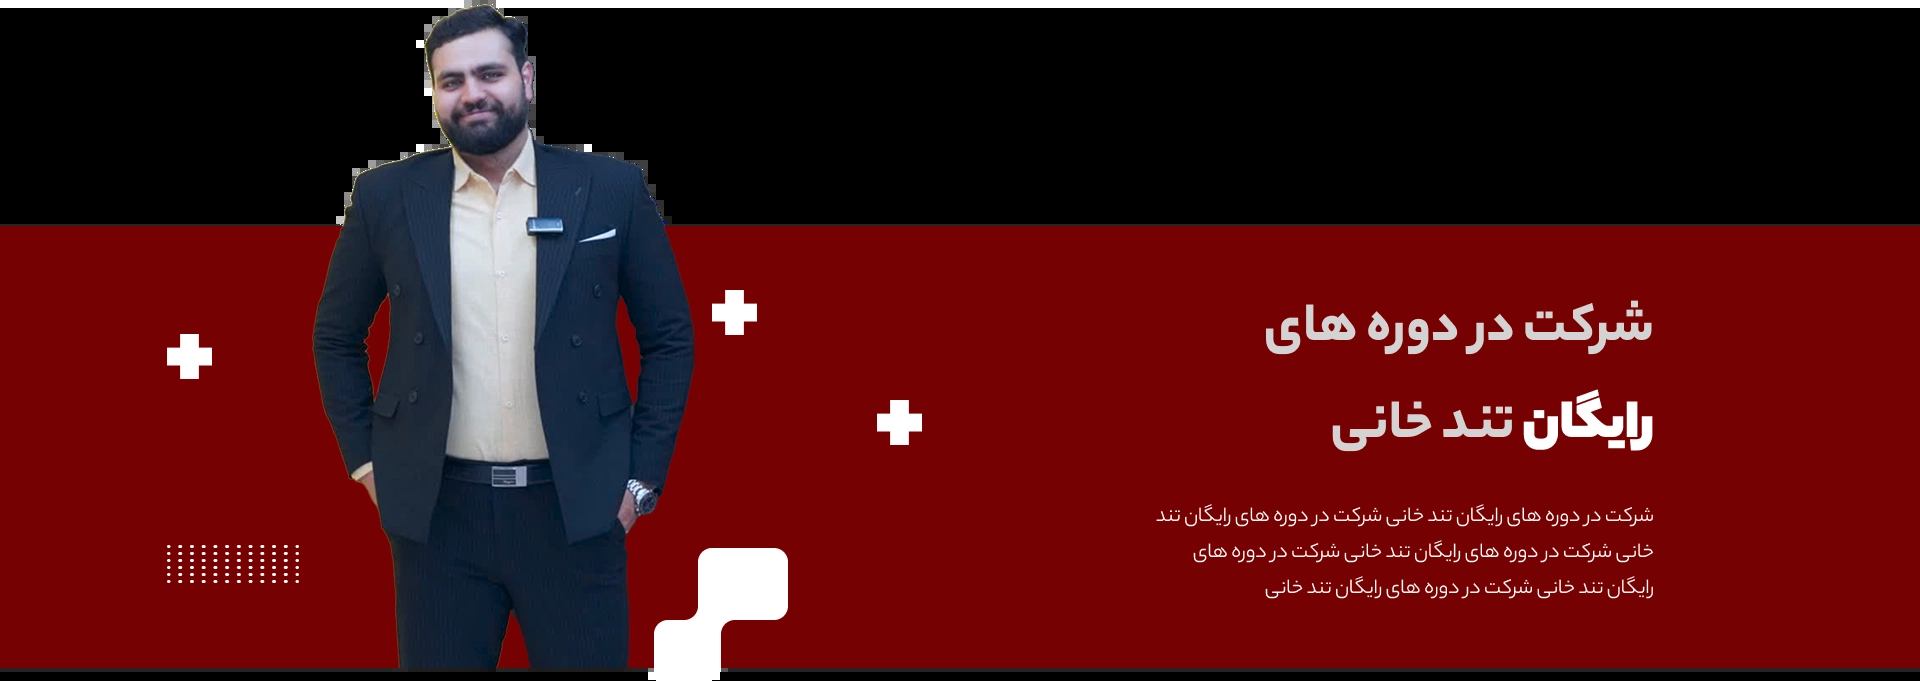 شرکت در دوره های
رایگان تند خانی
شرکت در دوره های رایگان تند خانی شرکت در دوره های رایگان تند
خانی شرکت در دوره های رایگان تند خانی شرکت در دوره های
رایگان تند خانی شرکت در دوره های رایگان تند خانی